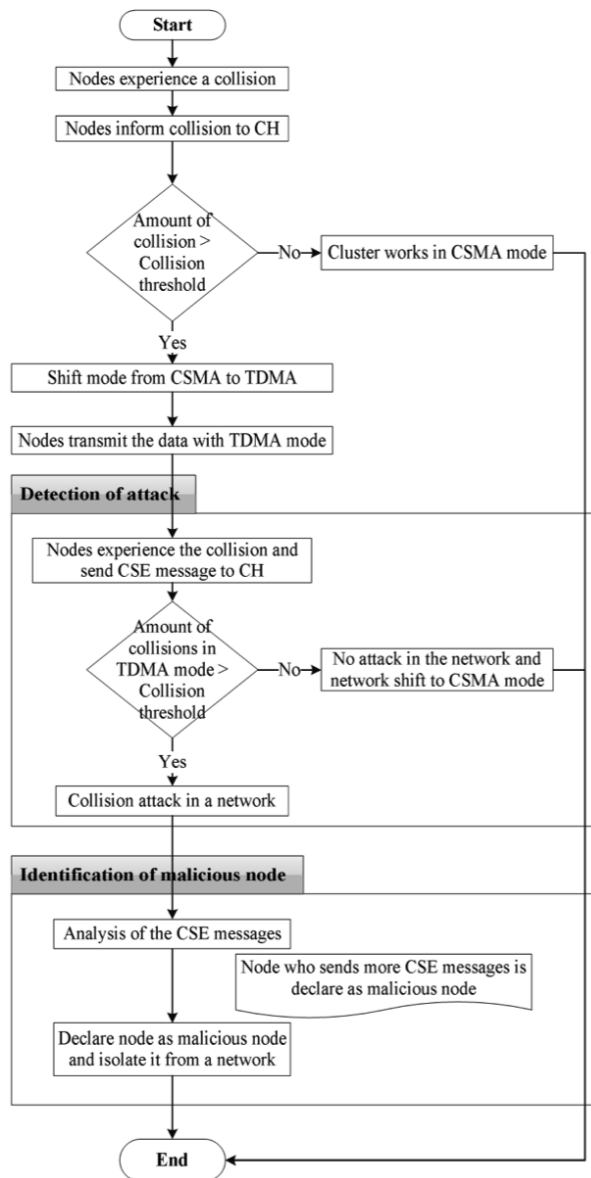 Start
Nodes experience a collision
Nodes inform collision to CH
Amount of
collision >
Collision
threshold
No
Cluster works in CSMA mode
Yes
Shift mode from CSMA to TDMA
Nodes transmit the data with TDMA mode
Detection of attack
Nodes experience the collision and
send CSE message to CH
Amount of
collisions in
TDMA mode >
Collision
threshold
No
No attack in the network and
network shift to CSMA mode
Yes
Collision attack in a network
Identification of malicious node
Analysis of the CSE messages
Node who sends more CSE messages is
declare as malicious node
Declare node as malicious node
and isolate it from a network
End